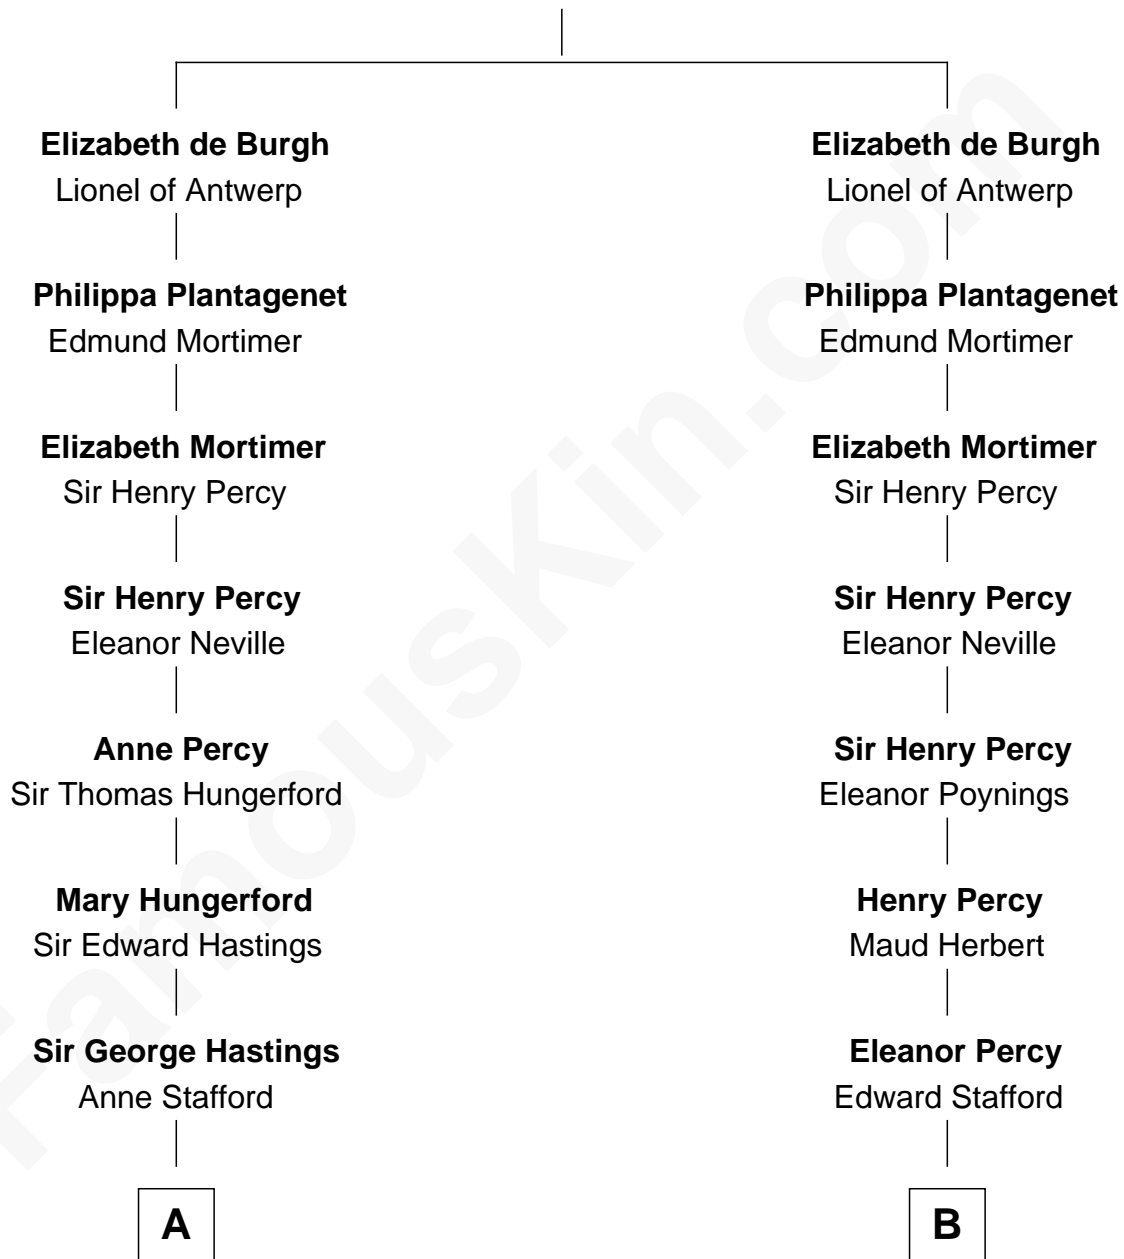 Elizabeth de Burgh
Lionel of Antwerp
Philippa Plantagenet
Edmund Mortimer
Elizabeth Mortimer
Sir Henry Percy
Sir Henry Percy
Eleanor Neville
Anne Percy
Sir Thomas Hungerford
Mary Hungerford
Sir Edward Hastings
Sir George Hastings
Anne Stafford
A
Elizabeth de Burgh
Lionel of Antwerp
Philippa Plantagenet
Edmund Mortimer
Elizabeth Mortimer
Sir Henry Percy
Sir Henry Percy
Eleanor Neville
Sir Henry Percy
Eleanor Poynings
Henry Percy
Maud Herbert
Eleanor Percy
Edward Stafford
B
FamousKin.com